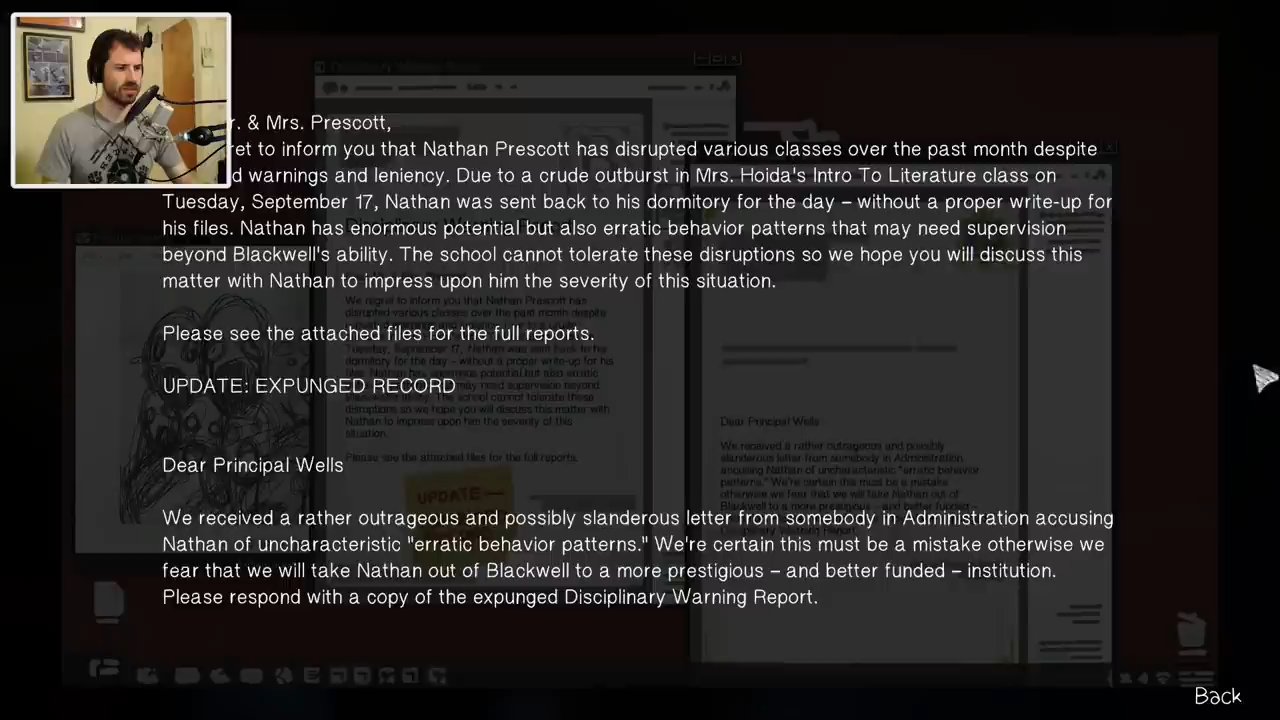 r. & Mrs. Prescott,
ret to inform you that Nathan Prescott has disrupted various classes over the past month despite
d warnings and leniency. Due to a crude outburst in Mrs. Hoida's Intro To Literature class on
Tuesday, September 17, Nathan was sent back to his dormitory for the day – without a proper write-up for
his files. Nathan has enormous potential but also erratic behavior patterns that may need supervision
beyond Blackwell's ability. The school cannot tolerate these disruptions so we hope you will discuss this
matter with Nathan to impress upon him the severity of this situation.
Please see the attached files for the full reports.
UPDATE: EXPUNGED RECORD
Dear Principal Wells
We received a rather outrageous and possibly slanderous letter from somebody in Administration accusing
Nathan of uncharacteristic "erratic behavior patterns." We're certain this must be a mistake otherwise we
fear that we will take Nathan out of Blackwell to a more prestigious – and better funded – institution.
Please respond with a copy of the expunged Disciplinary Warning Report.
Back